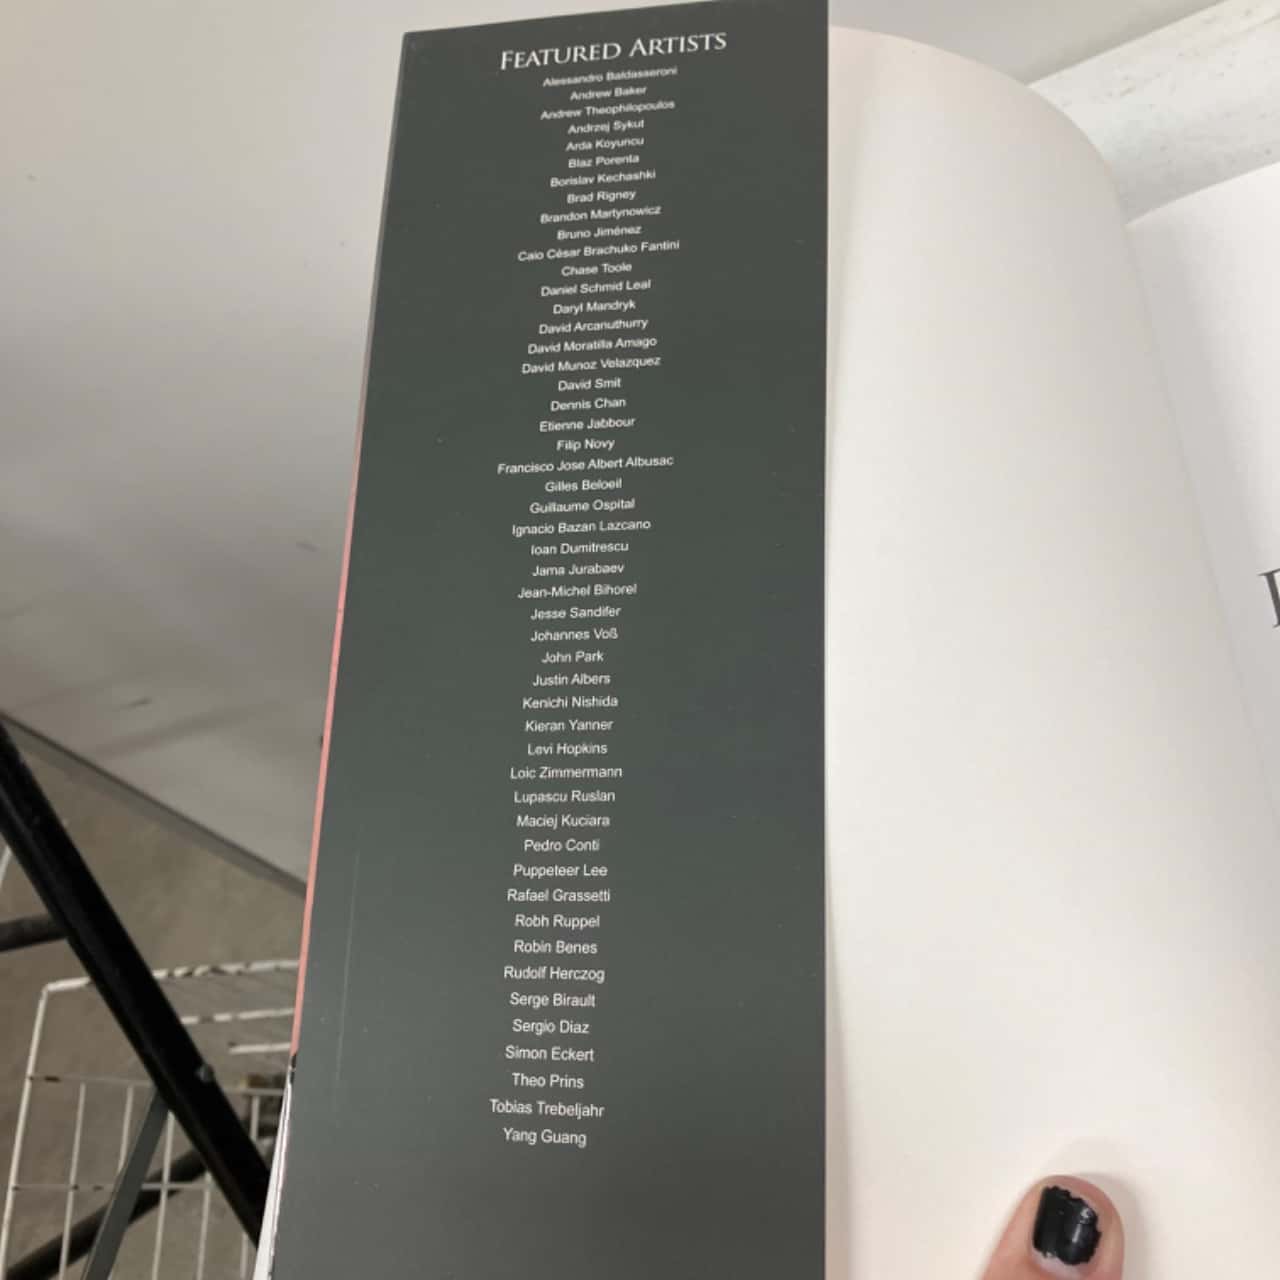 FEATURED ARTISTS
Alessandro Baldasseroni
Andrew Baker
Andrew Theophilopoulos
Andrzej Sykut
Arda Koyuncu
Blaz Porenta
Borislav Kechashki
Brad Rigney
Brandon Martynowicz
Bruno Jiménez
Caio César Brachuko Fantini
Chase Toole
Daniel Schmid Leal
Daryl Mandryk
David Arcanuthurry
David Moratilla Amago
David Munoz Velazquez
David Smit
Dennis Chan
Etienne Jabbour
Filip Novy
Francisco Jose Albert Albusac
Gilles Beloeil
Guillaume Ospital
Ignacio Bazan Lazcano
Ioan Dumitrescu
Jama Jurabaev
Jean-Michel Bihorel
Jesse Sandifer
Johannes Voß
John Park
Justin Albers
Kenichi Nishida
Kieran Yanner
Levi Hopkins
Loic Zimmermann
Lupascu Ruslan
Maciej Kuciara
Pedro Conti
Puppeteer Lee
Rafael Grassetti
Robh Ruppel
Robin Benes
Rudolf Herczog
Serge Birault
Sergio Diaz
Simon Eckert
Theo Prins
Tobias Trebeljahr
Yang Guang